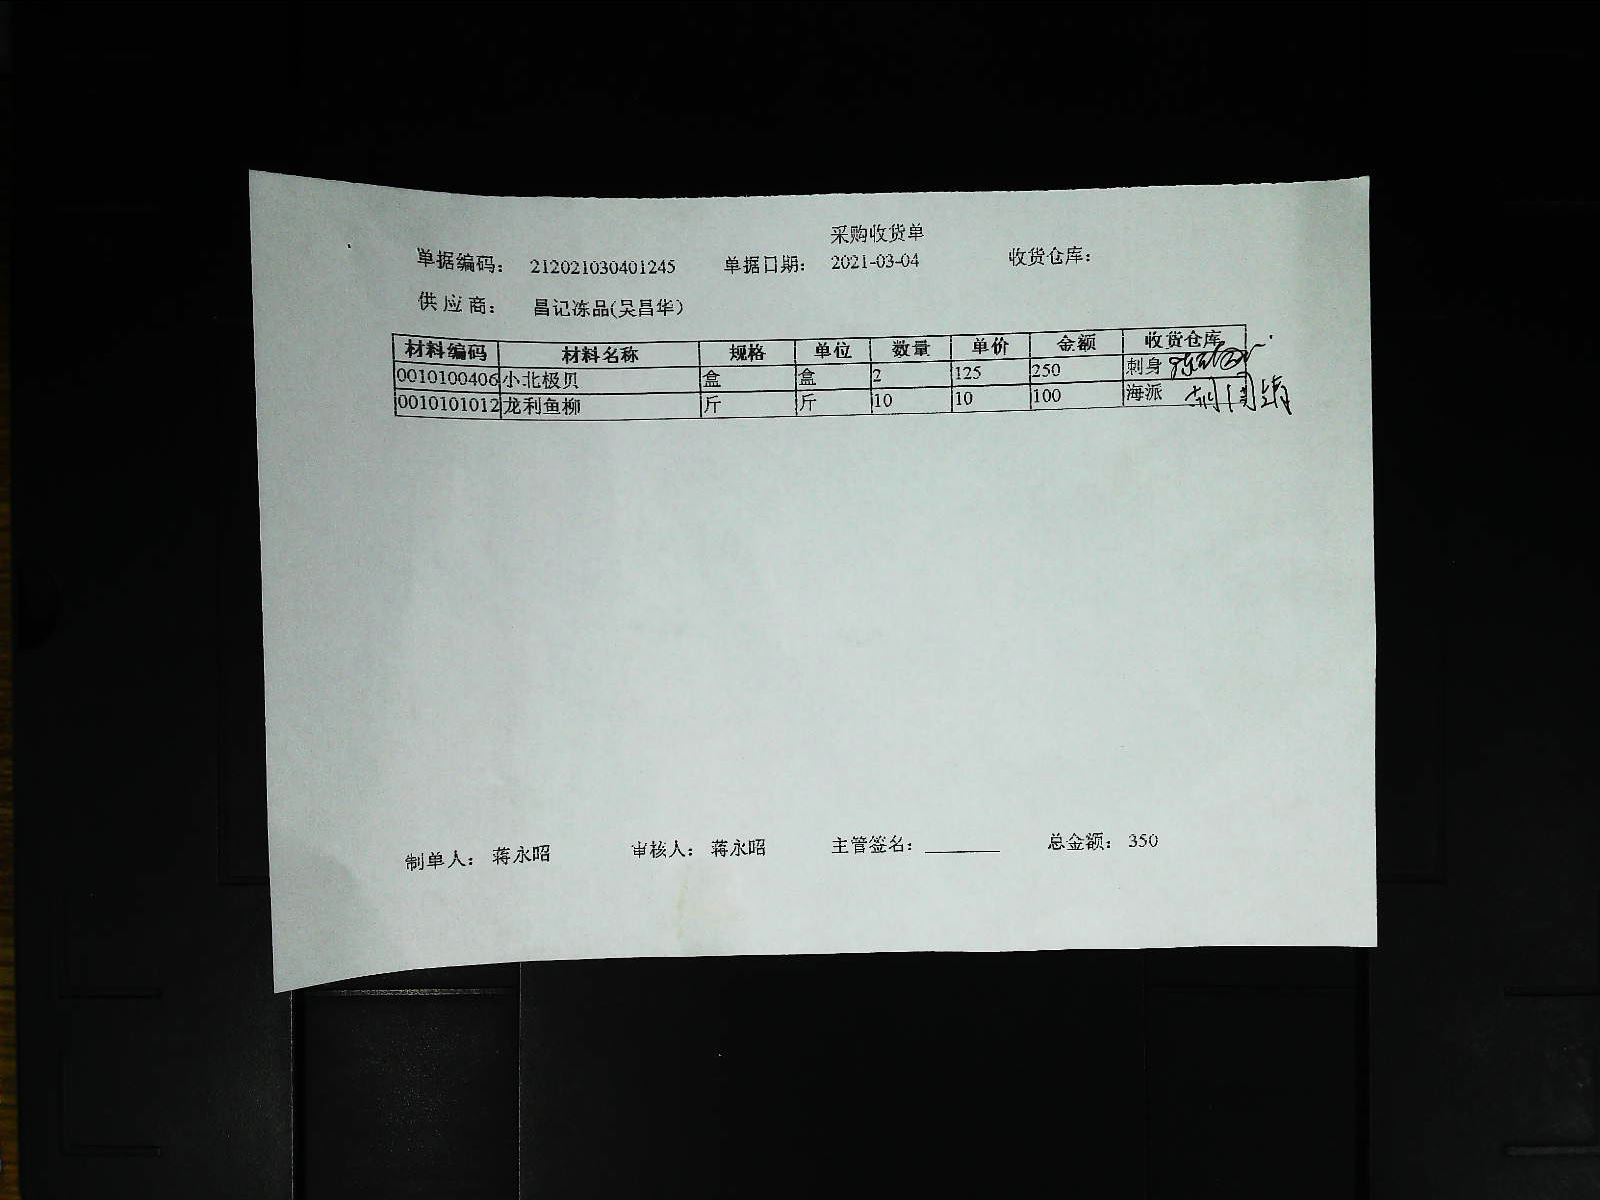 采购收货单
单据编码: 212021030401245 单据日期: 2021-03-04 收货仓库:
供应商: 昌记冻品(吴昌华)
材料编码 材料名称 规格 单位 数量 单价 金额 收货仓库
0010100406 小北极贝 盒 盒 2 125 250 刺身
0010101012 龙利鱼柳 斤 斤 10 10 100 海派
制单人: 蒋永昭 审核人: 蒋永昭 主管签名: 总金额: 350